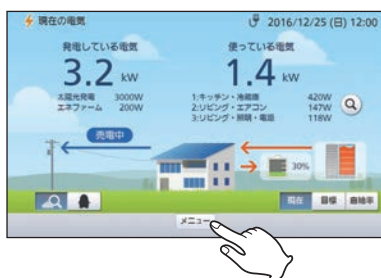 現在の電気 2016/12/25 (日) 12:00
発電している電気 使っている電気
3.2 kW 1.4 kW
太陽光発電 3000W 1:キッチン・冷蔵庫 420W
エネファーム 200W 2:リビング・エアコン 147W
3:リビング・照明・電話 118W
売電中
30%
現在 目標 自給率
メニュー